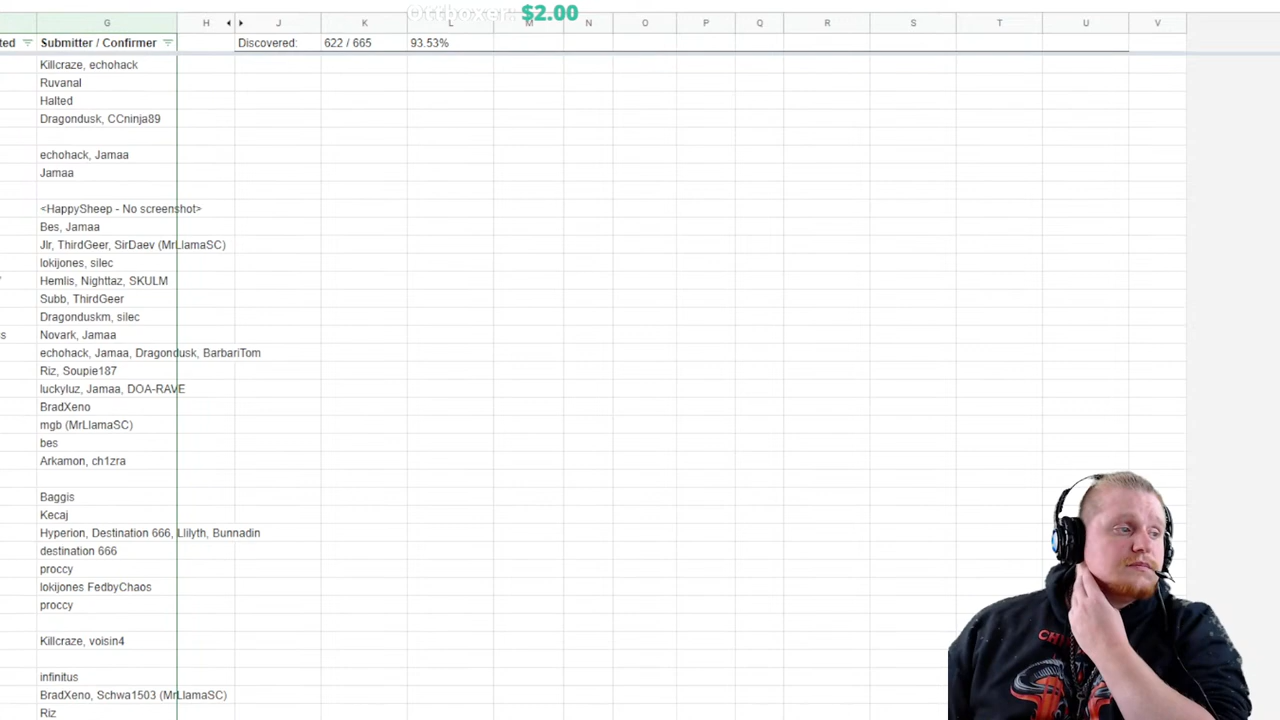 Ottboxer: $2.00
G H J K L M N O P Q R S T U V
ted Submitter / Confirmer Discovered: 622 / 665 93.53%
Killcraze, echohack
Ruvanal
Halted
Dragondusk, CCninja89
echohack, Jamaa
Jamaa
<HappySheep - No screenshot>
Bes, Jamaa
Jlr, ThirdGeer, SirDaev (MrLlamaSC)
lokijones, silec
Hemlis, Nighttaz, SKULM
Subb, ThirdGeer
Dragonduskm, silec
s Novark, Jamaa
echohack, Jamaa, Dragondusk, BarbariTom
Riz, Soupie187
luckyluz, Jamaa, DOA-RAVE
BradXeno
mgb (MrLlamaSC)
bes
Arkamon, ch1zra
Baggis
Kecaj
Hyperion, Destination 666, Llilyth, Bunnadin
destination 666
proccy
lokijones FedbyChaos
proccy
Killcraze, voisin4
infinitus
BradXeno, Schwa1503 (MrLlamaSC)
Riz